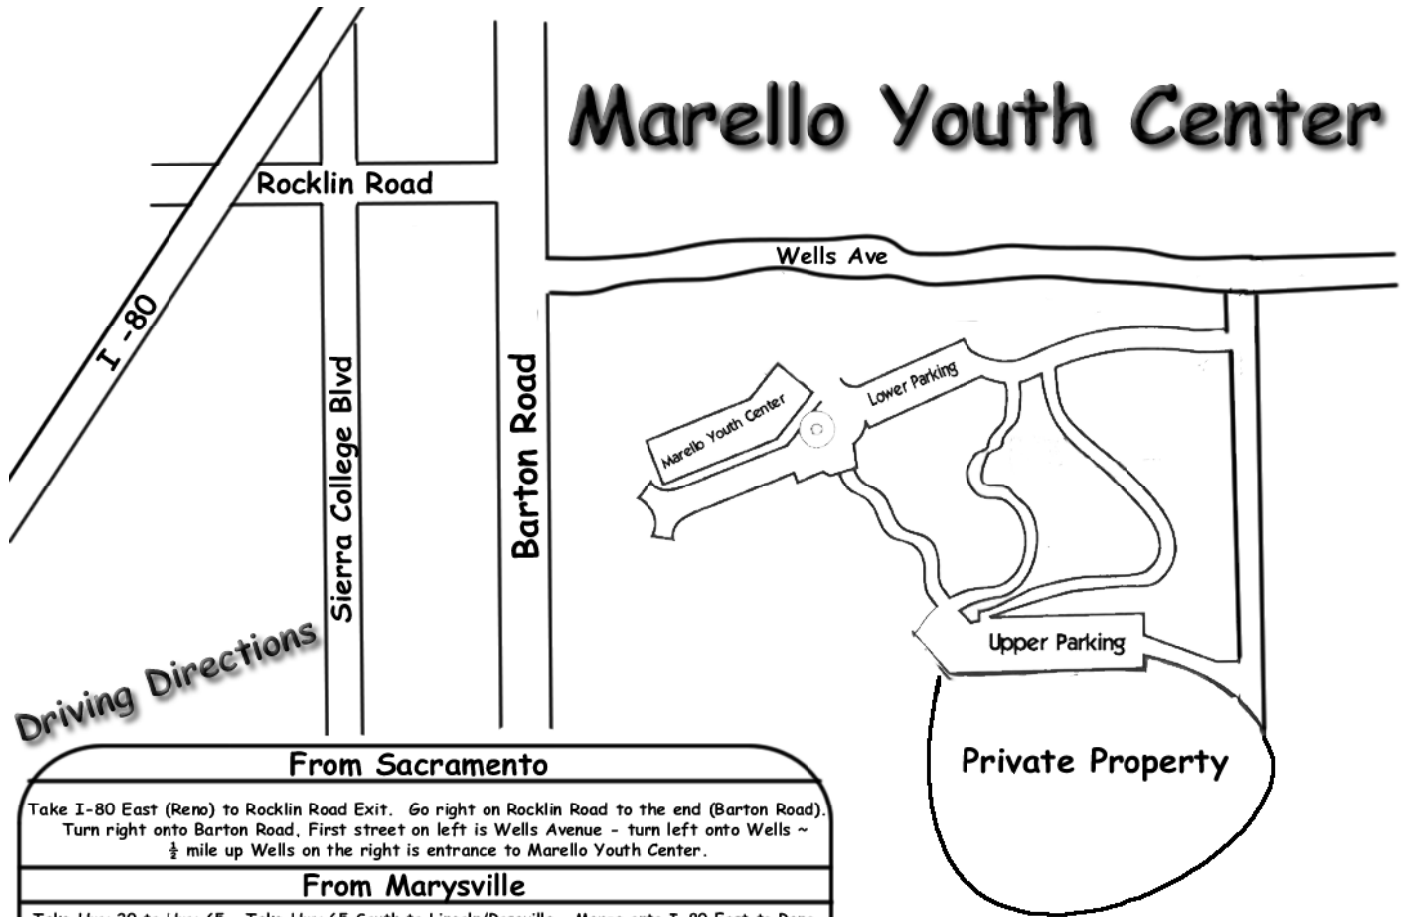 Marello Youth Center
Rocklin Road
Wells Ave
I-80
Sierra College Blvd
Barton Road
Marello Youth Center
Lower Parking
Upper Parking
Private Property
Driving Directions
From Sacramento
Take I-80 East (Reno) to Rocklin Road Exit. Go right on Rocklin Road to the end (Barton Road).
Turn right onto Barton Road, First street on left is Wells Avenue - turn left onto Wells ~
½ mile up Wells on the right is entrance to Marello Youth Center.
From Marysville